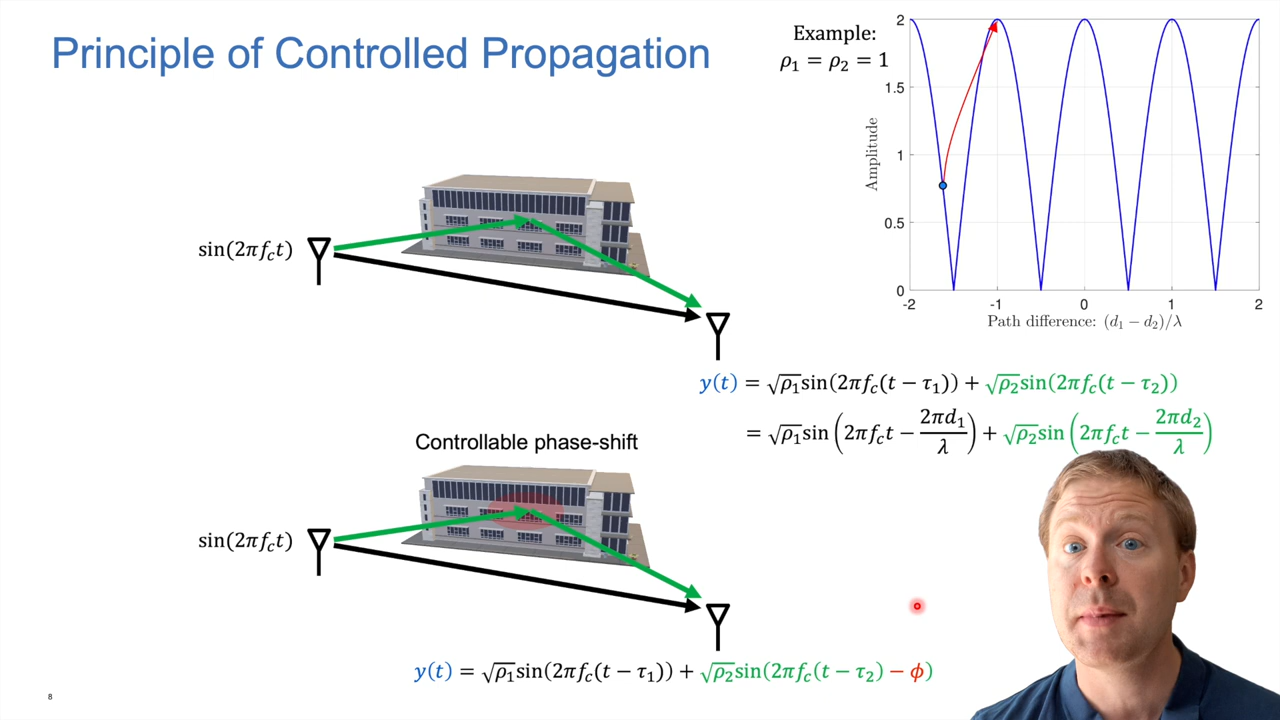 Principle of Controlled Propagation
Example:
ρ₁ = ρ₂ = 1
2
1.5
1
0.5
0
Amplitude
-2 -1 0 1 2
Path difference: (d₁ − d₂)/λ
sin(2πf_c t)
y(t) = √ρ₁ sin(2πf_c(t − τ₁)) + √ρ₂ sin(2πf_c(t − τ₂))
= √ρ₁ sin (2πf_c t − 2πd₁/λ) + √ρ₂ sin (2πf_c t − 2πd₂/λ)
Controllable phase-shift
sin(2πf_c t)
y(t) = √ρ₁ sin(2πf_c(t − τ₁)) + √ρ₂ sin(2πf_c(t − τ₂) − ϕ)
8